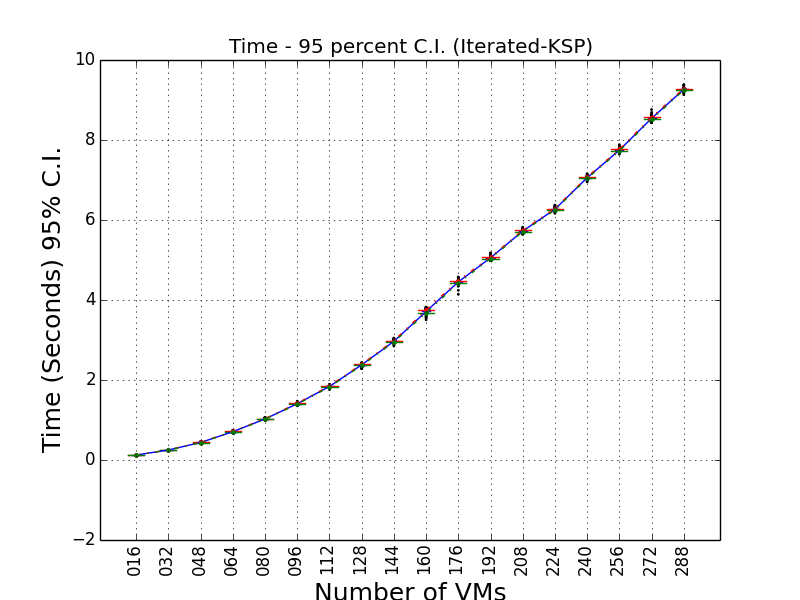 Time - 95 percent C.I. (Iterated-KSP)
Time (Seconds) 95% C.I.
10
8
6
4
2
0
−2
016 032 048 064 080 096 112 128 144 160 176 192 208 224 240 256 272 288
Number of VMs